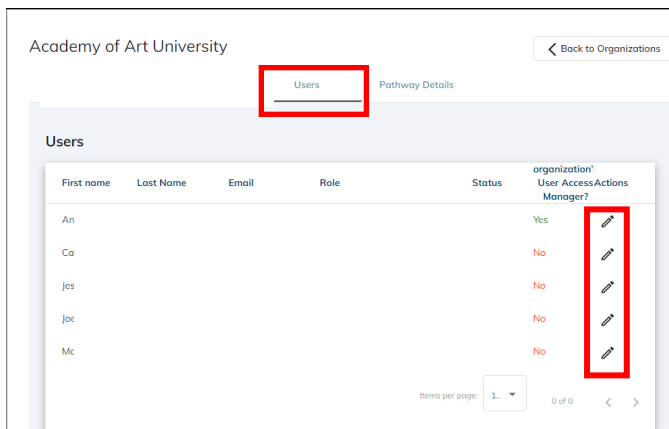 Academy of Art University
Back to Organizations
Users Pathway Details
Users
organization'
First name Last Name Email Role Status User Access Actions
Manager?
An Yes
Ca No
Jes No
Joe No
Mc No
Items per page: 1.. 0 of 0